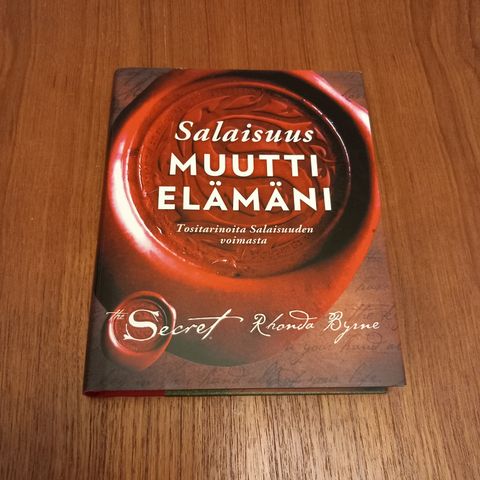 Salaisuus
MUUTTI
ELÄMÄNI
Tositarinoita Salaisuuden
voimasta
the Secret Rhonda Byrne